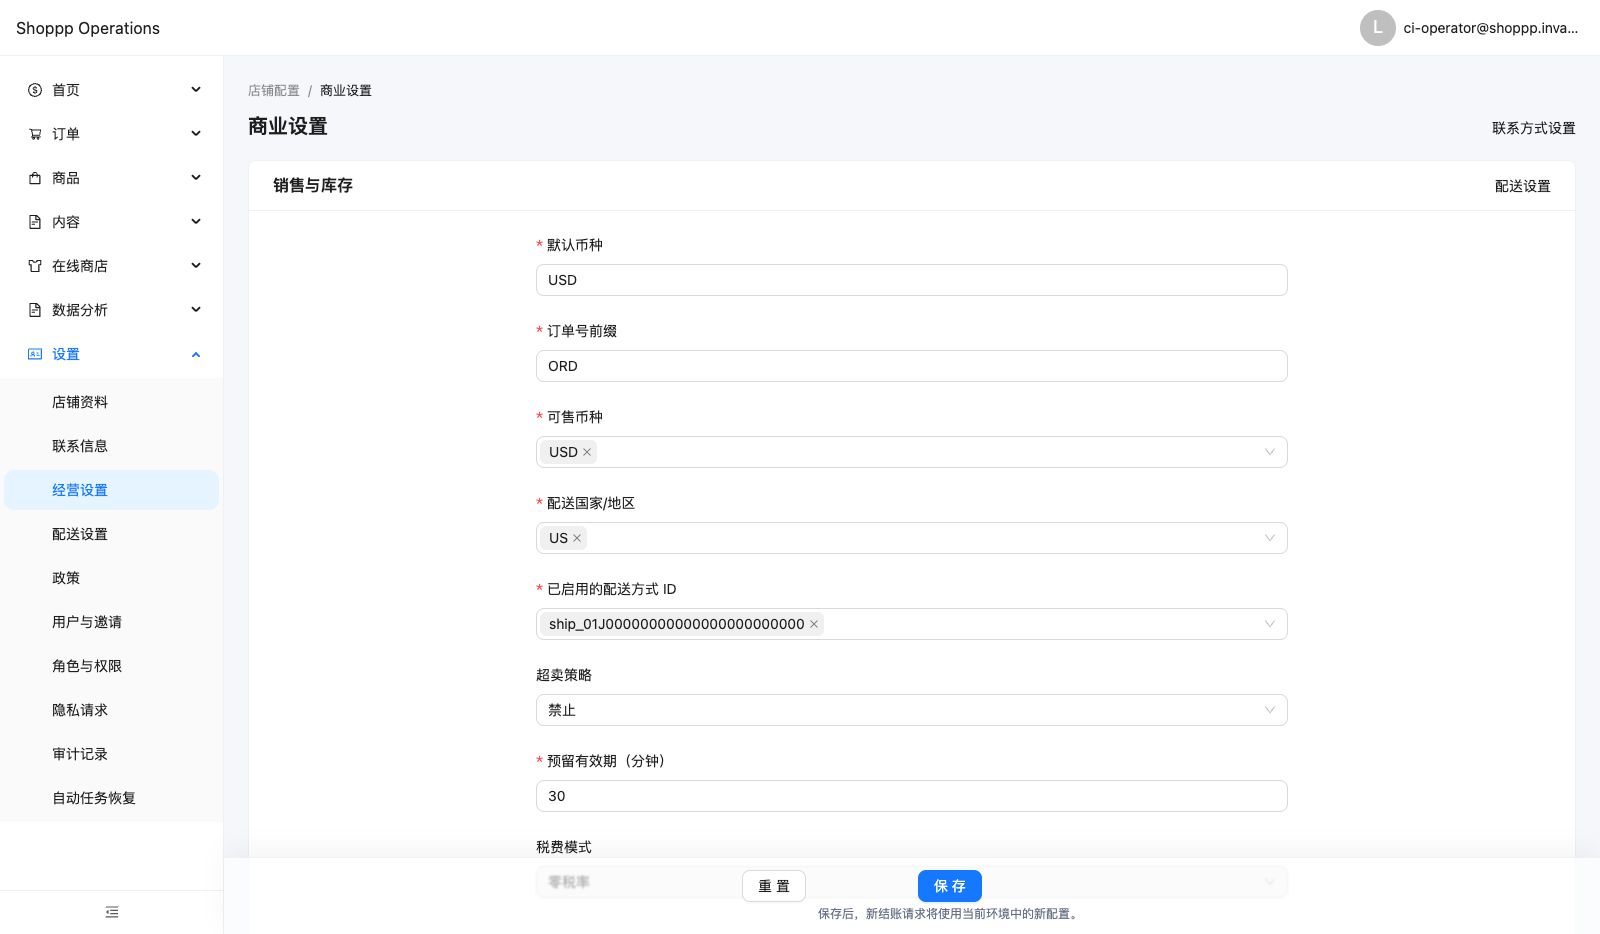 Shoppp Operations
L
ci-operator@shoppp.inva...
首页
订单
商品
内容
在线商店
数据分析
设置
店铺资料
联系信息
经营设置
配送设置
政策
用户与邀请
角色与权限
隐私请求
审计记录
自动任务恢复
店铺配置 / 商业设置
商业设置
联系方式设置
销售与库存
配送设置
* 默认币种
USD
* 订单号前缀
ORD
* 可售币种
USD
* 配送国家/地区
US
* 已启用的配送方式 ID
ship_01J00000000000000000000000
超卖策略
禁止
* 预留有效期（分钟）
30
税费模式
零税率
重 置
保 存
保存后，新结账请求将使用当前环境中的新配置。